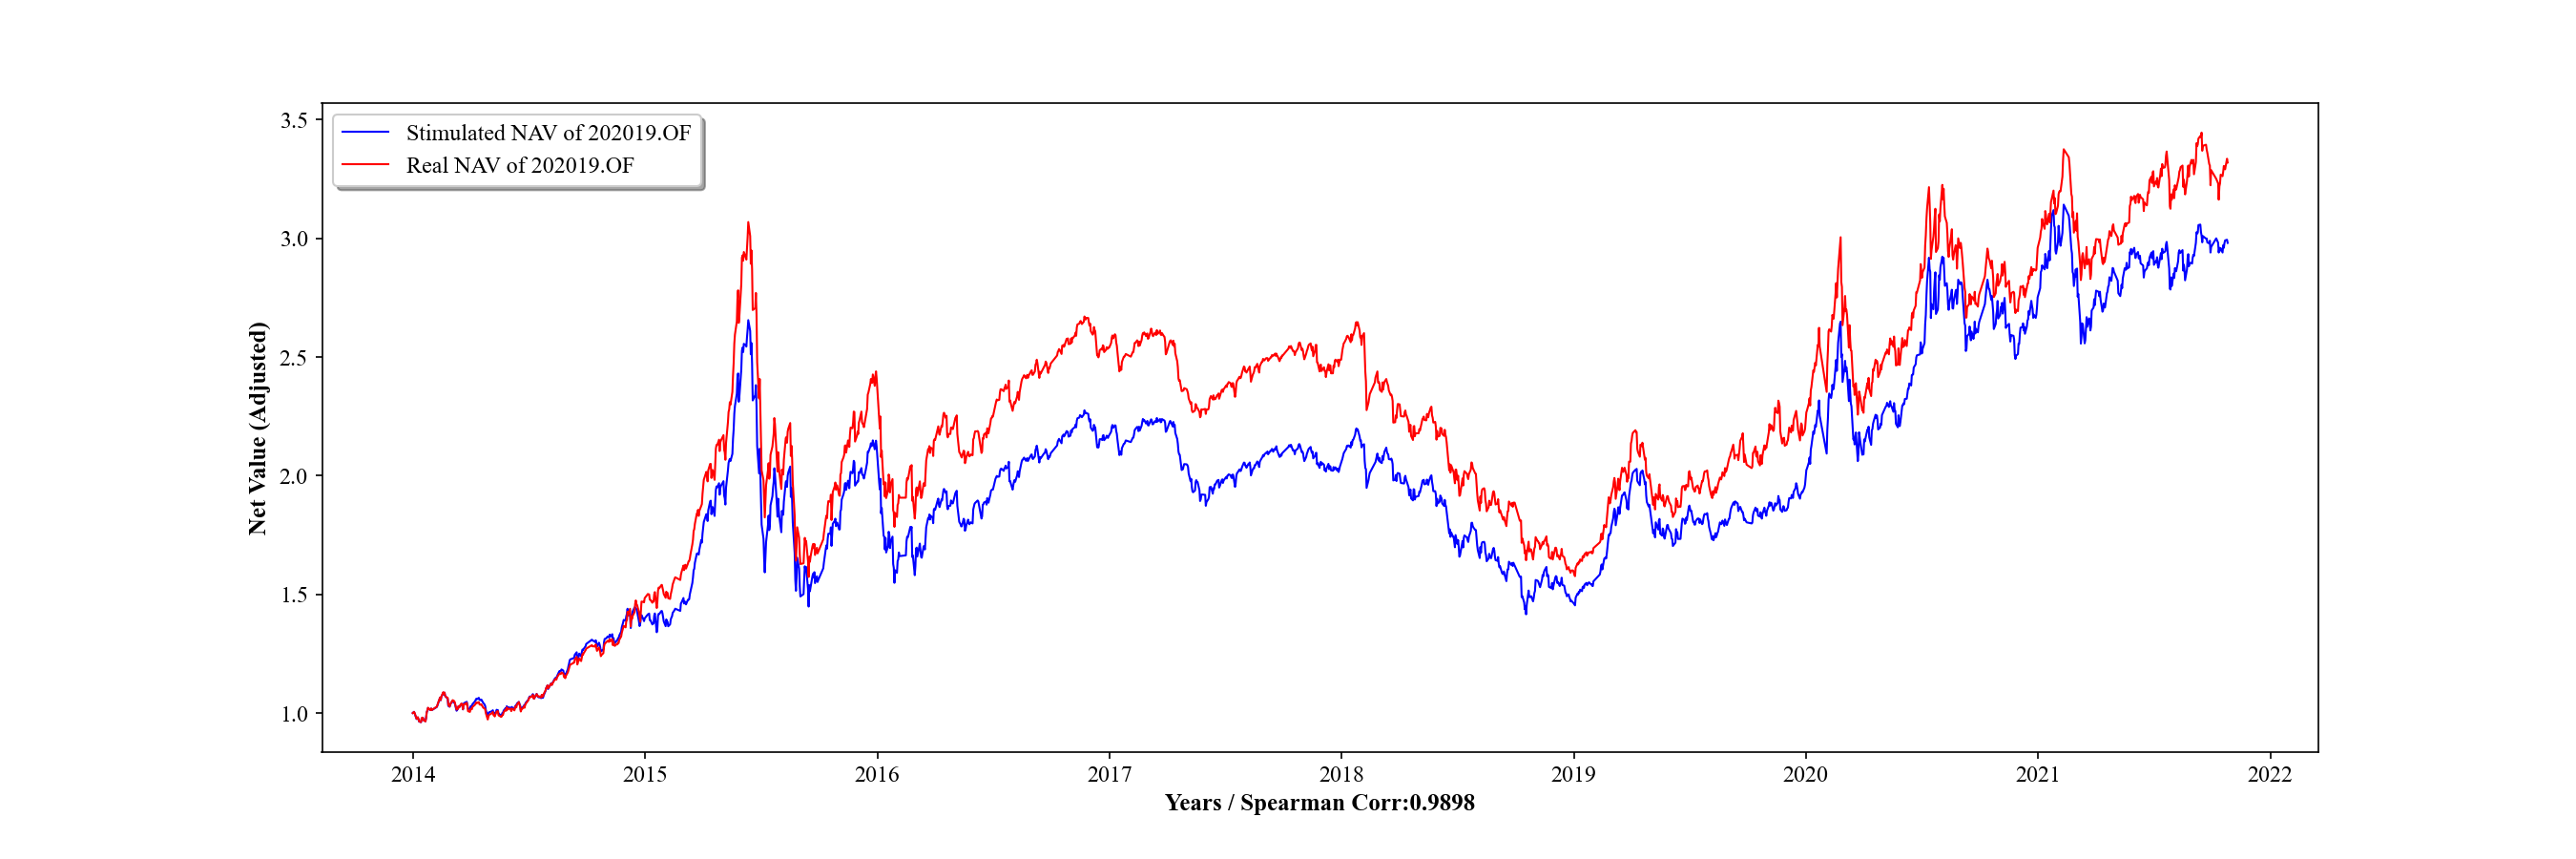 Stimulated NAV of 202019.OF
Real NAV of 202019.OF
3.5
3.0
2.5
2.0
1.5
1.0
Net Value (Adjusted)
2014 2015 2016 2017 2018 2019 2020 2021 2022
Years / Spearman Corr:0.9898